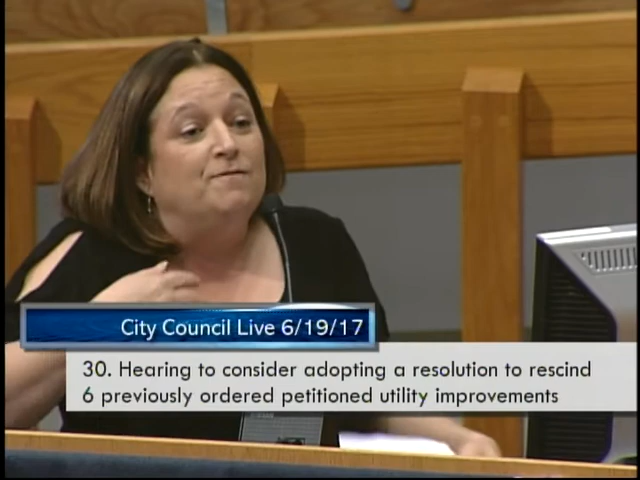 City Council Live 6/19/17
30. Hearing to consider adopting a resolution to rescind
6 previously ordered petitioned utility improvements